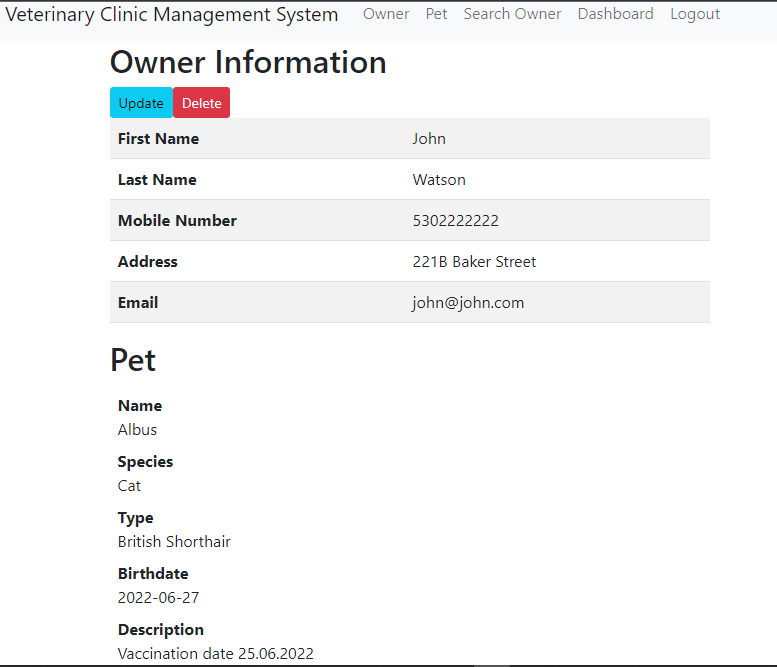 Veterinary Clinic Management System Owner Pet Search Owner Dashboard Logout
Owner Information
Update Delete
First Name John
Last Name Watson
Mobile Number 5302222222
Address 221B Baker Street
Email john@john.com
Pet
Name
Albus
Species
Cat
Type
British Shorthair
Birthdate
2022-06-27
Description
Vaccination date 25.06.2022